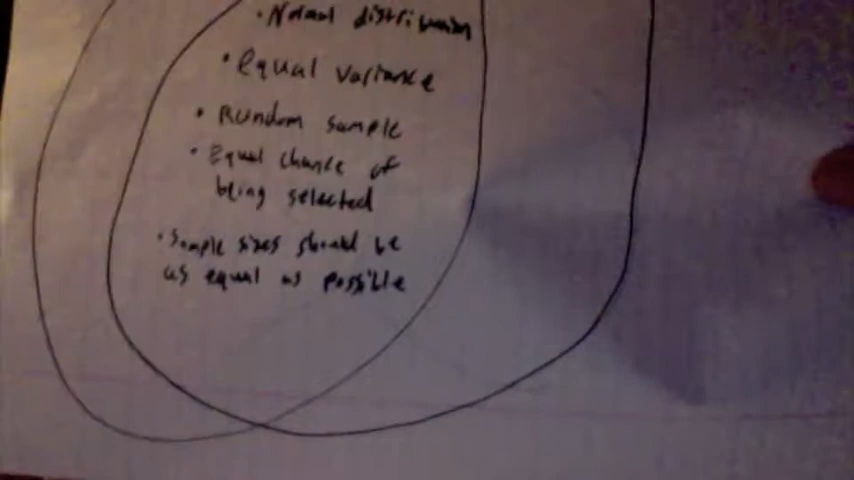 • Normal distribution
• Equal variance
• Random sample
• Equal chance of
being selected
• Sample sizes should be
as equal as possible